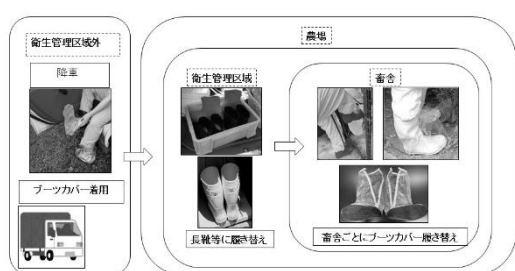 衛生管理区域外
降車
ブーツカバー着用
農場
衛生管理区域
長靴等に履き替え
畜舎
畜舎ごとにブーツカバー履き替え